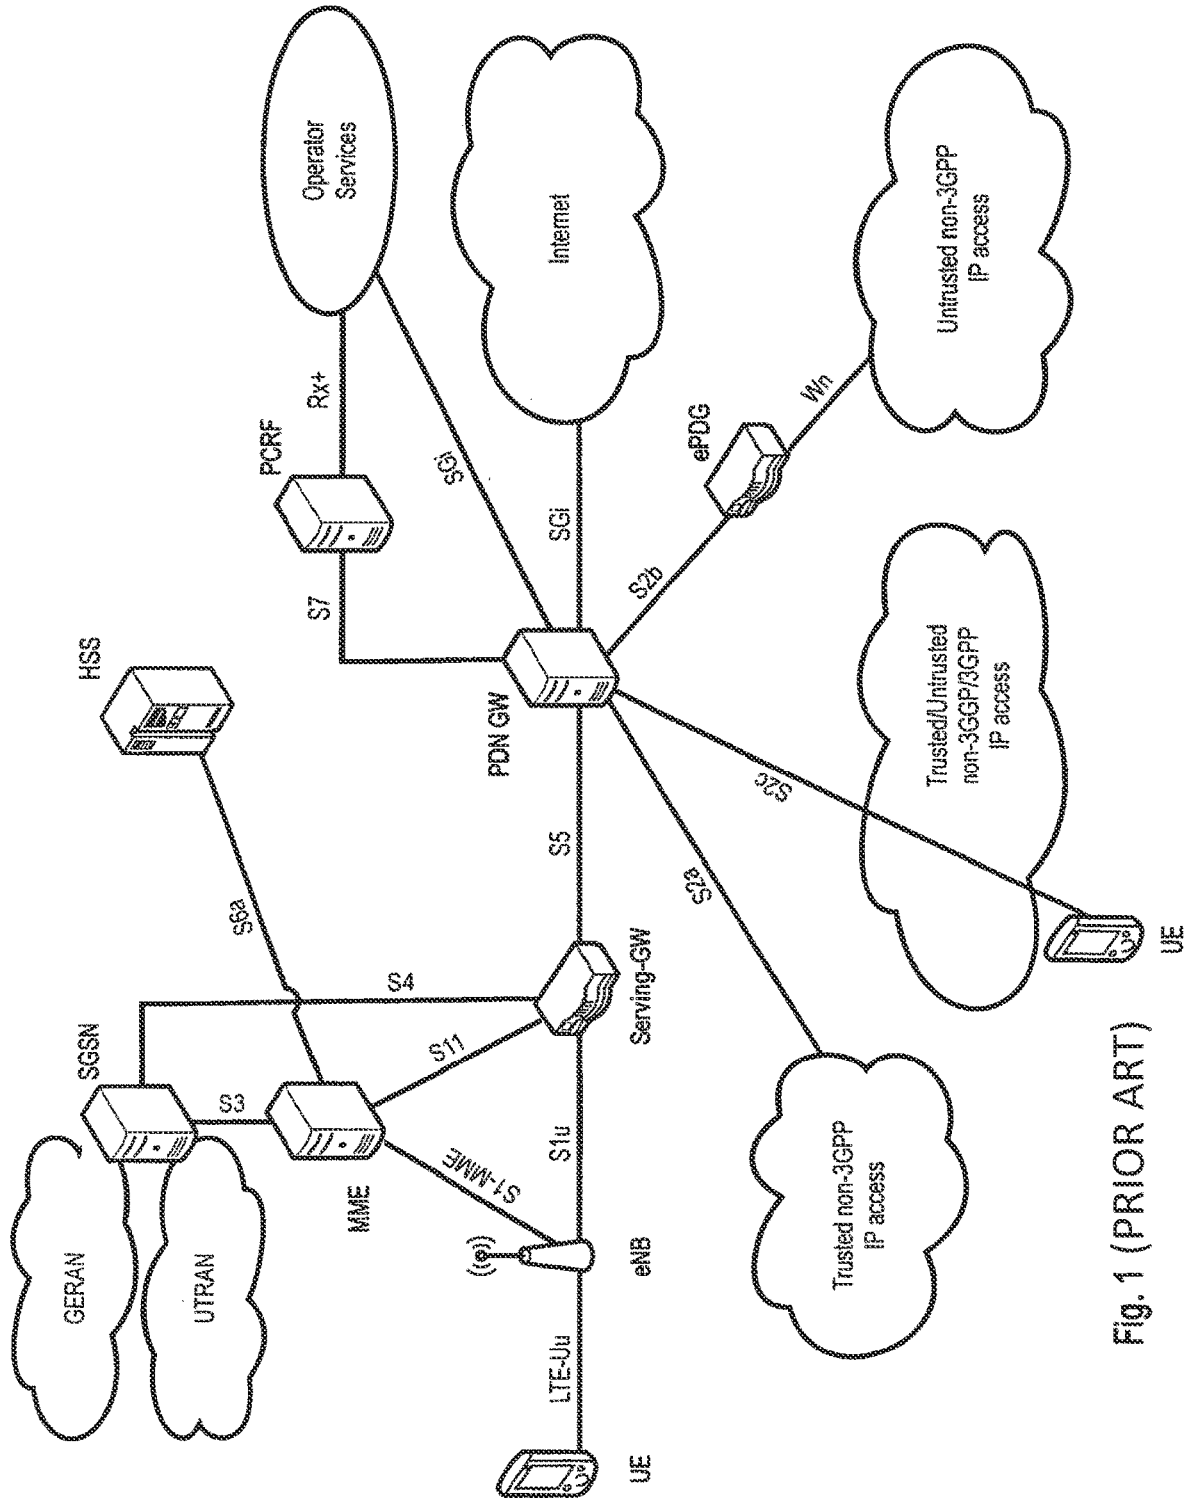 GERAN
UTRAN
SGSN
HSS
S3
S6a
MME
S4
S11
S1-MME
S7
PCRF
Rx+
Operator
Services
SGi
Internet
SGi
PDN GW
S5
Serving-GW
S1u
eNB
LTE-Uu
UE
S2b
ePDG
Wn
Untrusted non-3GPP
IP access
S2c
S2a
Trusted/Untrusted
non-3GGP/3GPP
IP access
UE
Trusted non-3GPP
IP access
Fig. 1 (PRIOR ART)